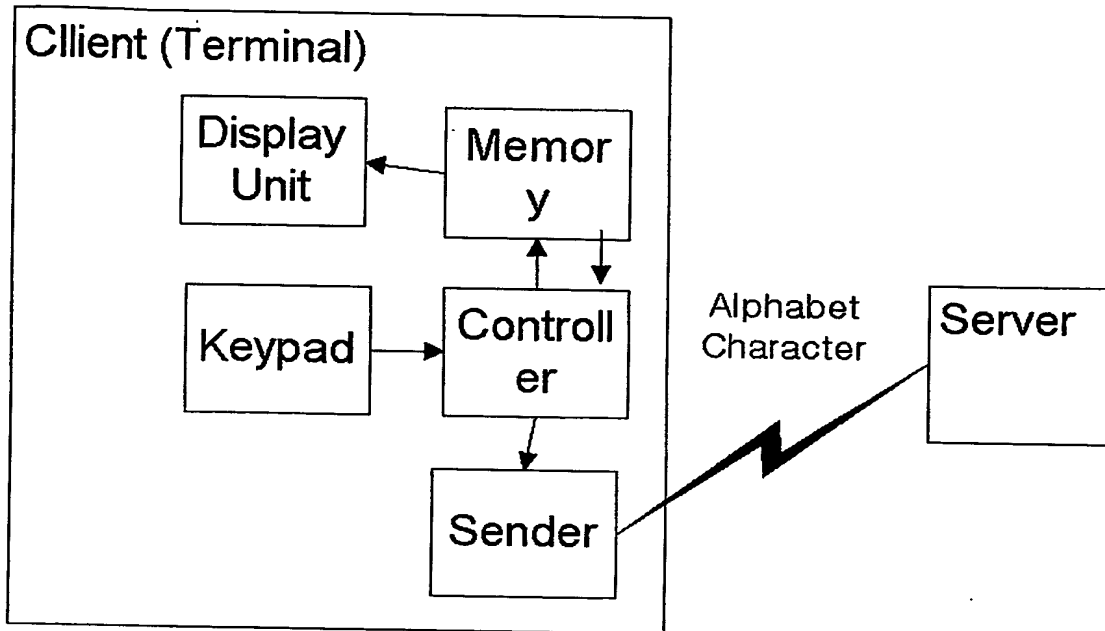 Cllient (Terminal)
Display
Unit
Memor
y
Keypad
Controll
er
Alphabet
Character
Server
Sender